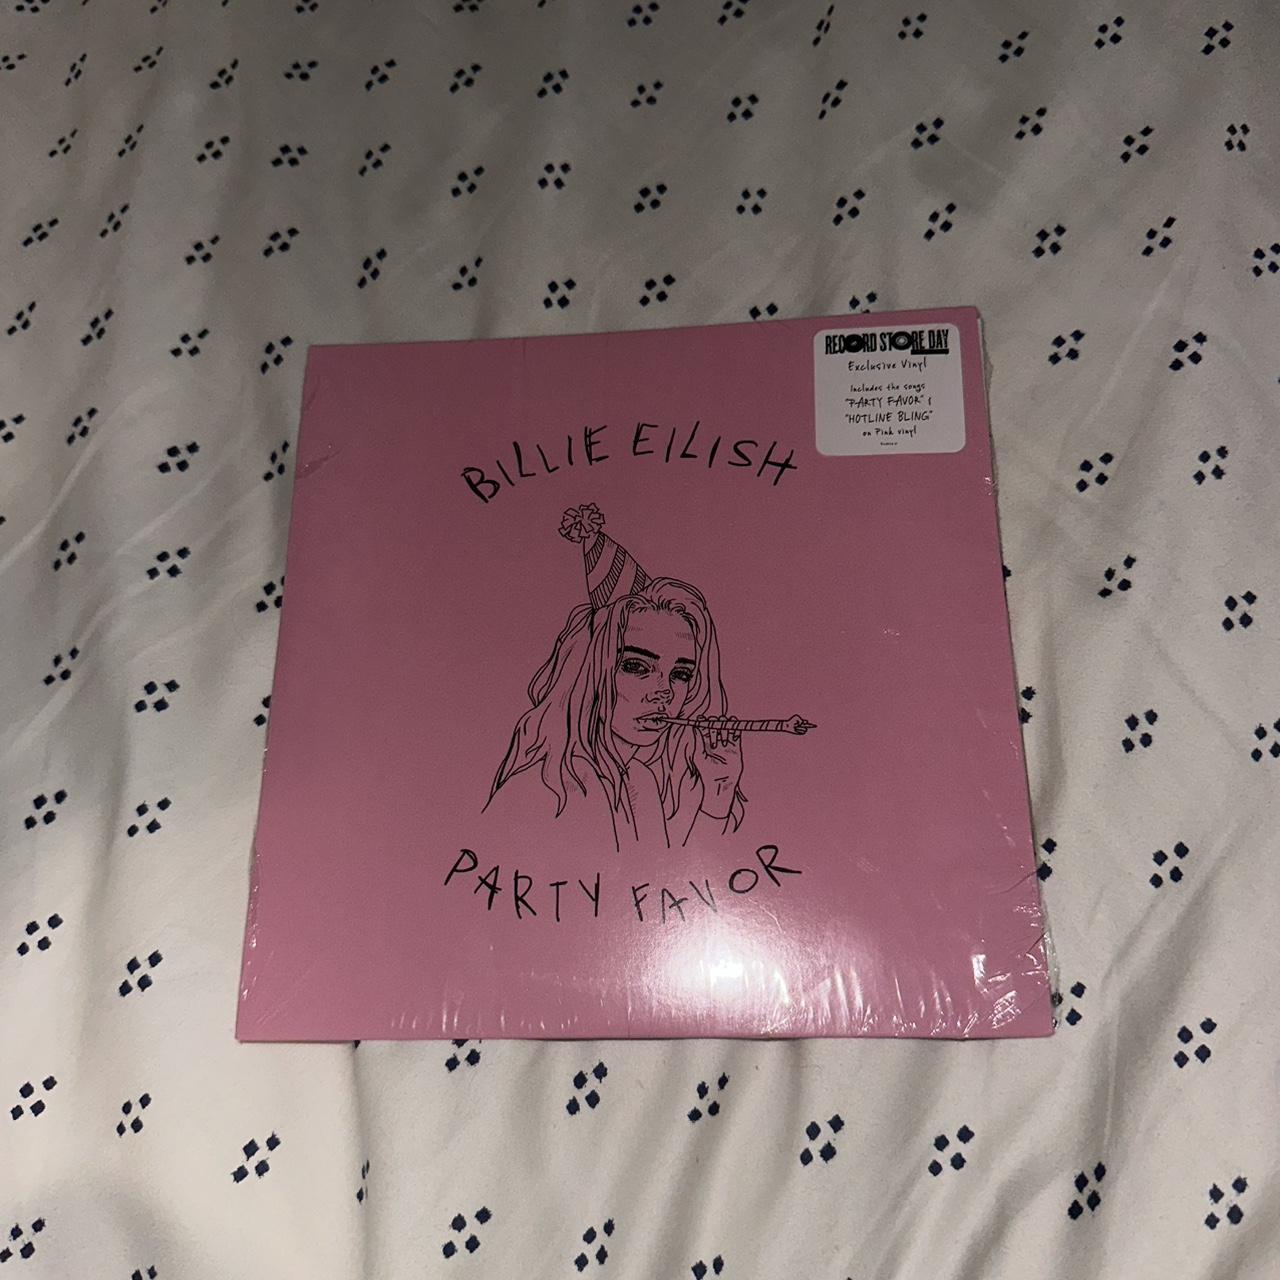 RECORD STORE DAY
Exclusive Vinyl
Includes the songs
"PARTY FAVOR" &
"HOTLINE BLING"
on Pink vinyl
BILLIE EILISH
PARTY FAVOR